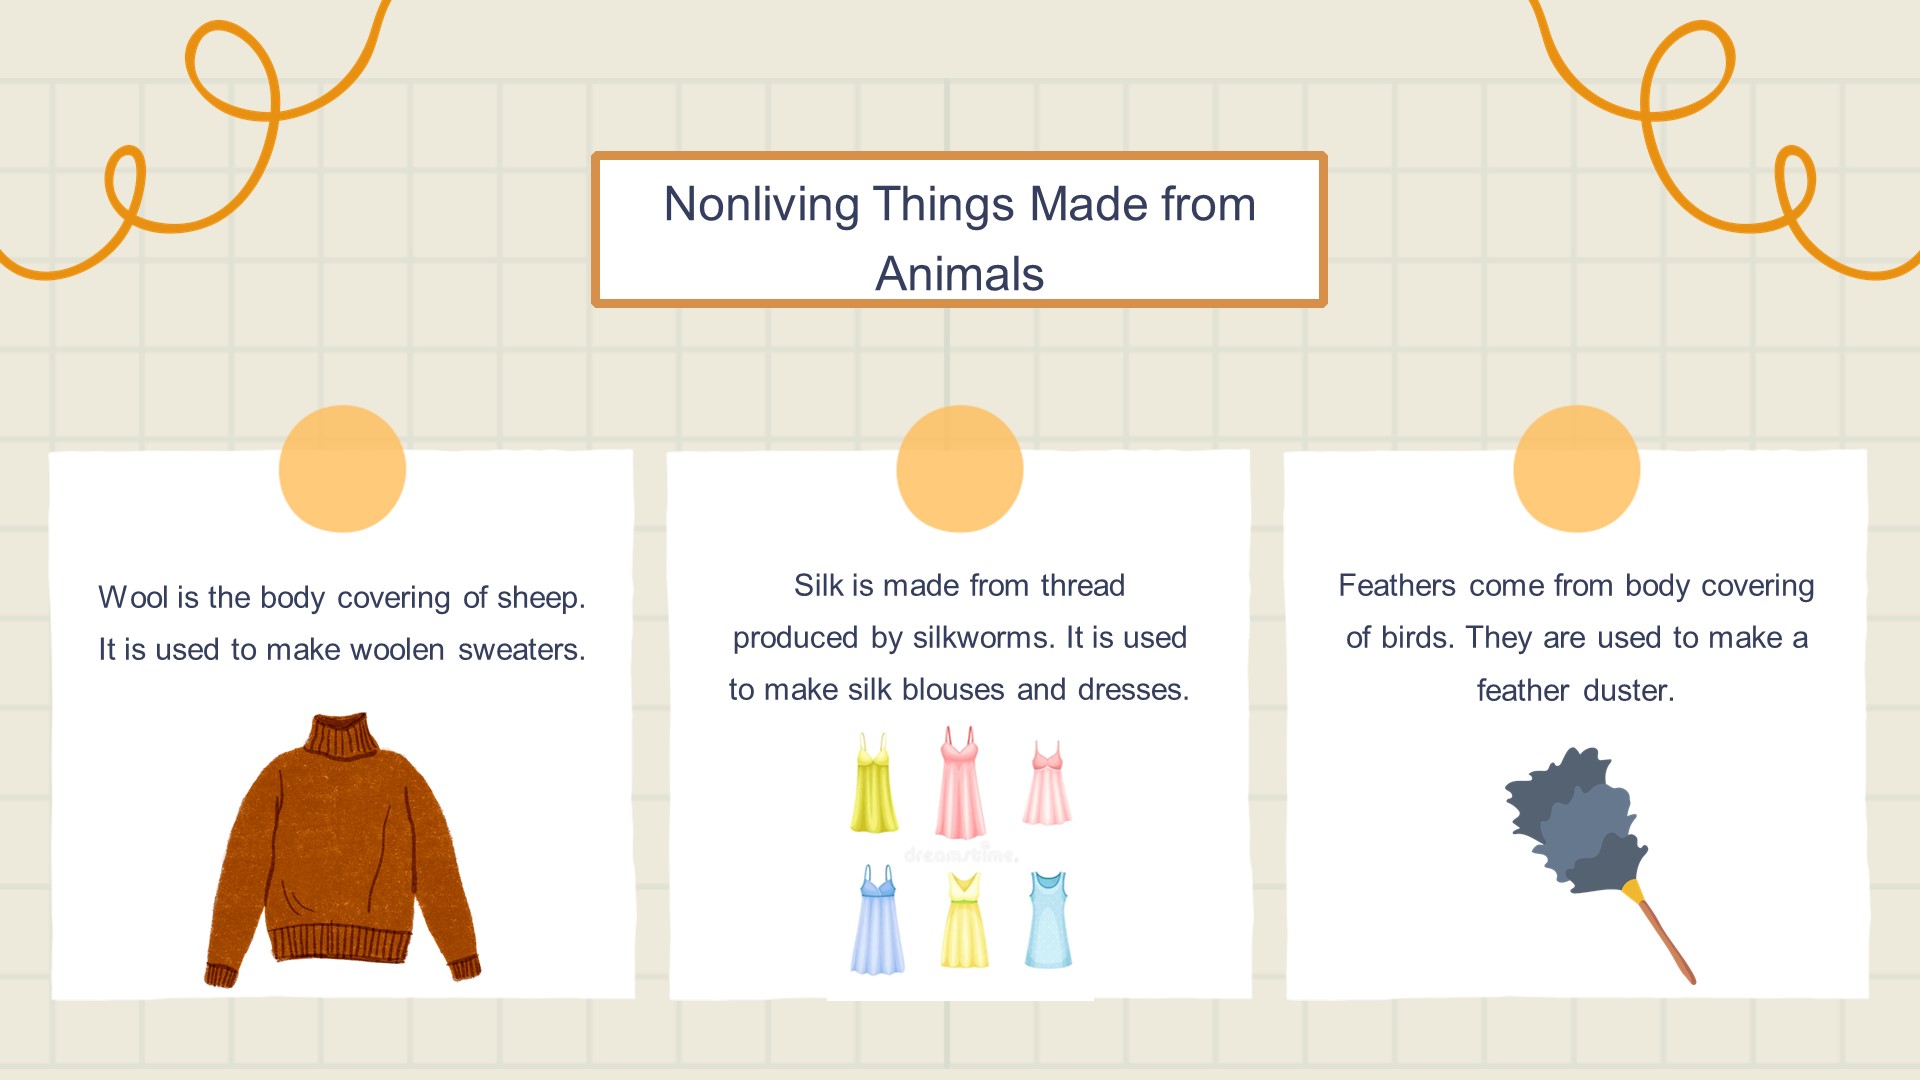 Nonliving Things Made from
Animals
Wool is the body covering of sheep.
It is used to make woolen sweaters.
Silk is made from thread
produced by silkworms. It is used
to make silk blouses and dresses.
dreamstime.
Feathers come from body covering
of birds. They are used to make a
feather duster.